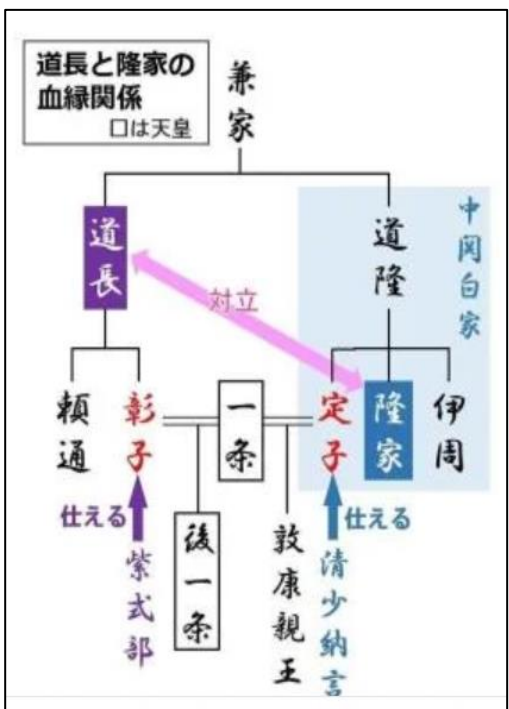 道長と隆家の
血縁関係
口は天皇
兼家
中関白家
道長
道隆
対立
頼通
彰子
一条
定子
隆家
伊周
仕える
仕える
紫式部
後一条
敦康親王
清少納言